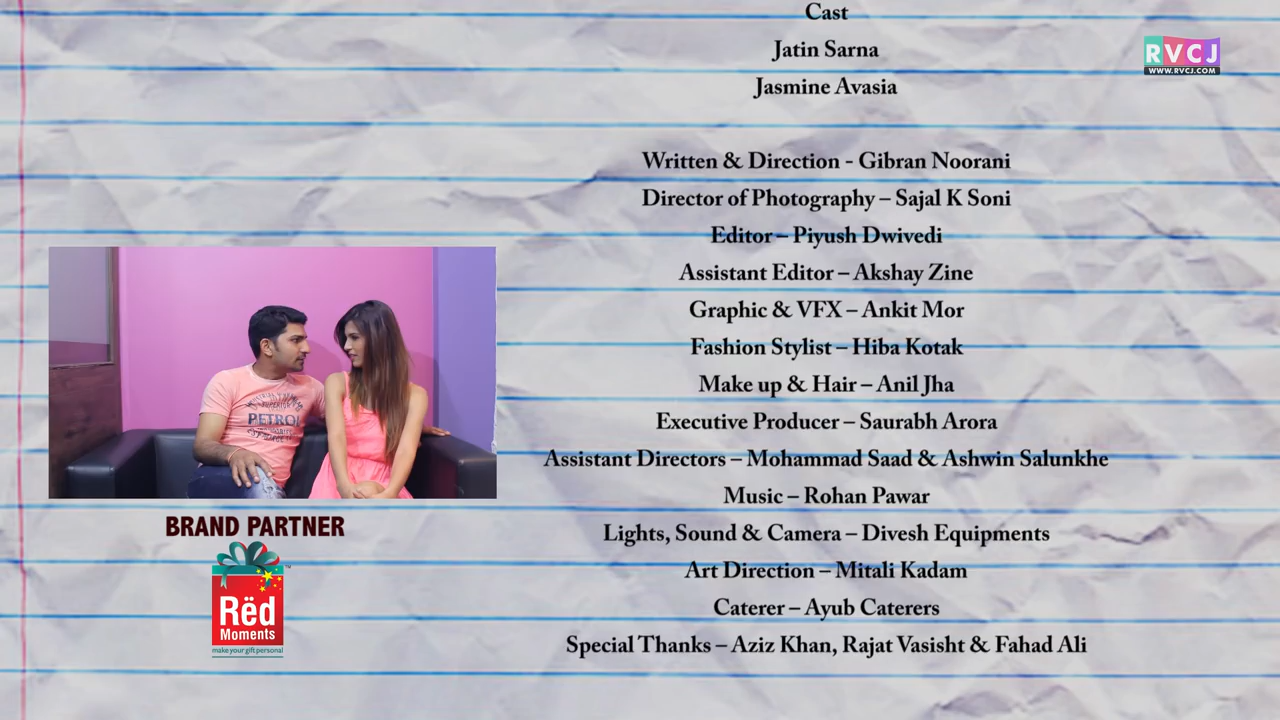 Cast
Jatin Sarna
Jasmine Avasia
RVCJ
WWW.RVCJ.COM
Written & Direction - Gibran Noorani
Director of Photography – Sajal K Soni
Editor – Piyush Dwivedi
Assistant Editor – Akshay Zine
Graphic & VFX – Ankit Mor
Fashion Stylist – Hiba Kotak
Make up & Hair – Anil Jha
Executive Producer – Saurabh Arora
Assistant Directors – Mohammad Saad & Ashwin Salunkhe
Music – Rohan Pawar
Lights, Sound & Camera – Divesh Equipments
Art Direction – Mitali Kadam
Caterer – Ayub Caterers
Special Thanks – Aziz Khan, Rajat Vasisht & Fahad Ali
PETROL
BRAND PARTNER
Rëd
Moments
TM
make your gift personal